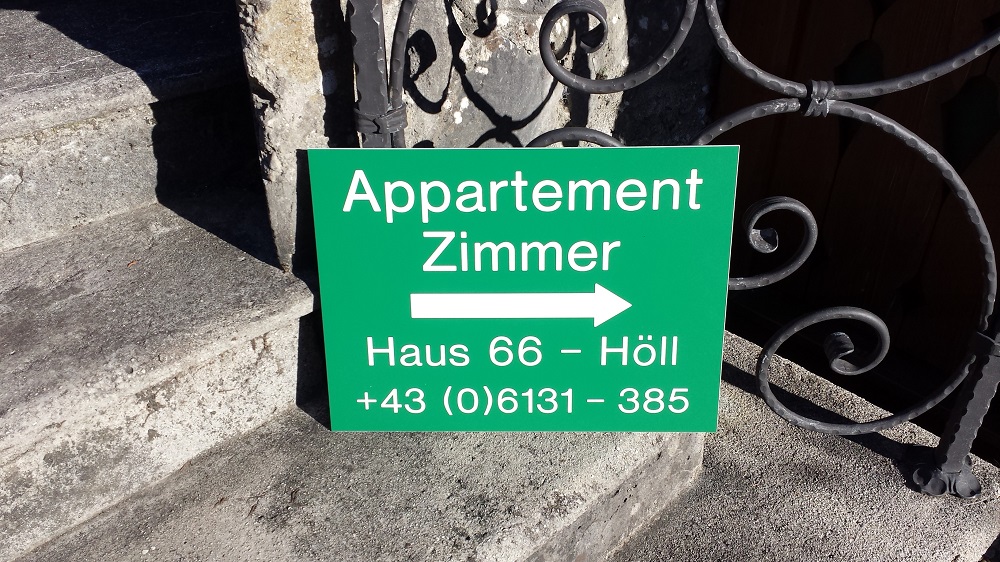 Appartement
Zimmer
Haus 66 – Höll
+43 (0)6131 – 385